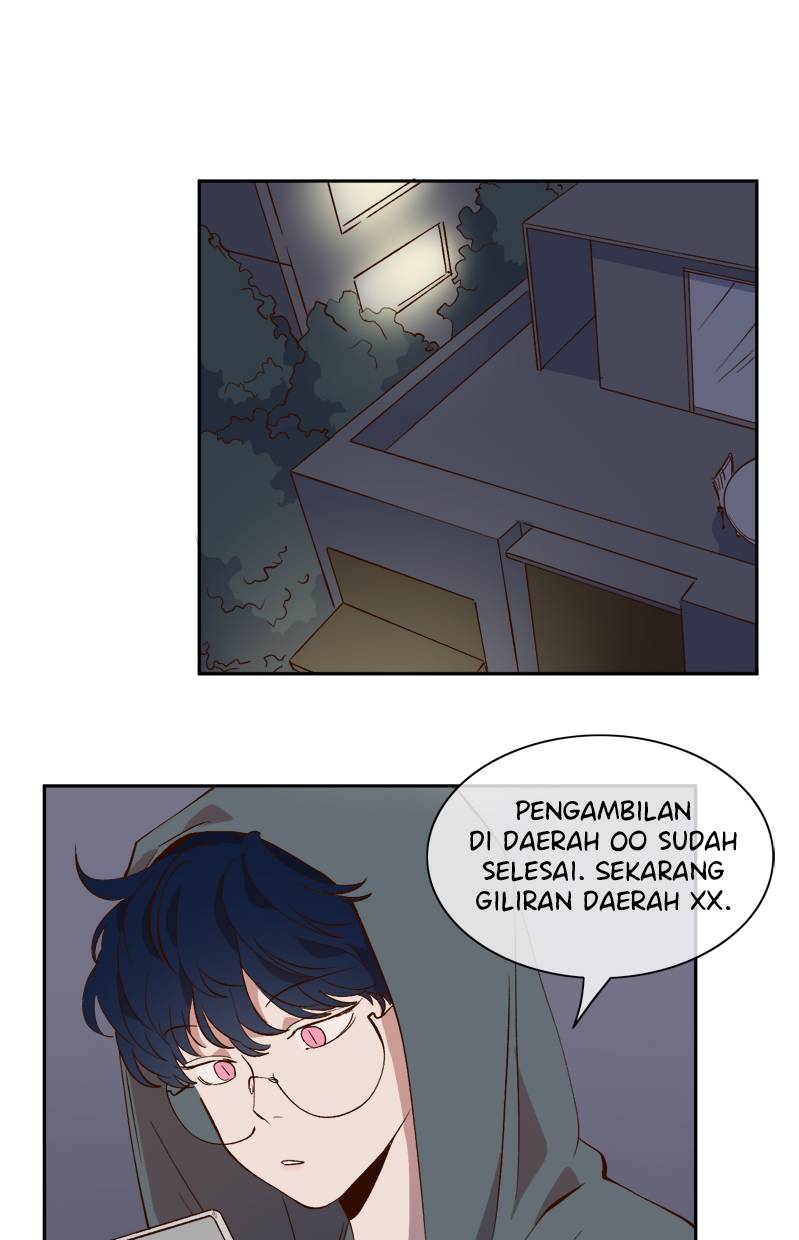 PENGAMBILAN
DI DAERAH OO SUDAH
SELESAI. SEKARANG
GILIRAN DAERAH XX.